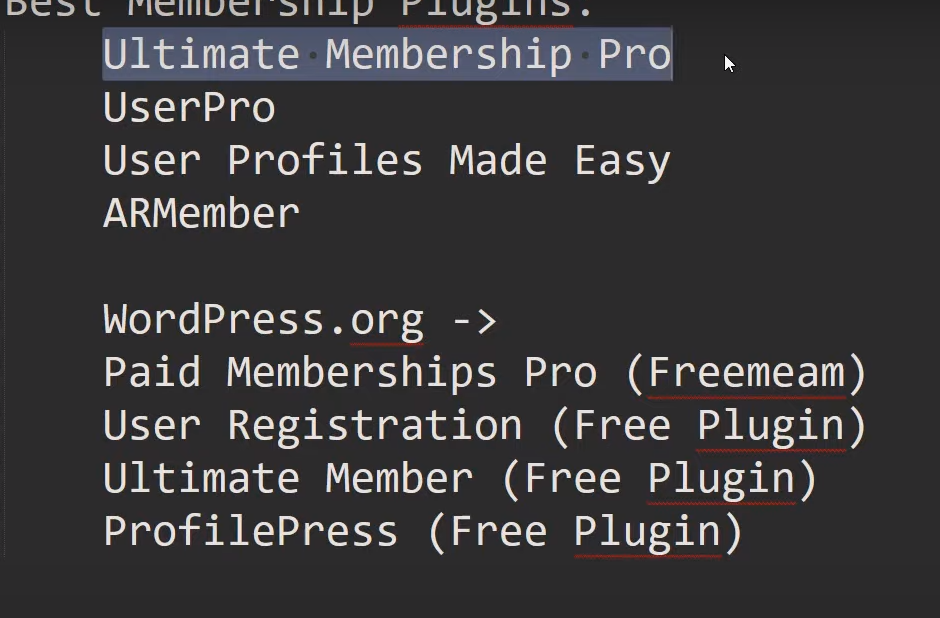 Best Membership Plugins:
Ultimate Membership Pro
UserPro
User Profiles Made Easy
ARMember
WordPress.org ->
Paid Memberships Pro (Freemeam)
User Registration (Free Plugin)
Ultimate Member (Free Plugin)
ProfilePress (Free Plugin)